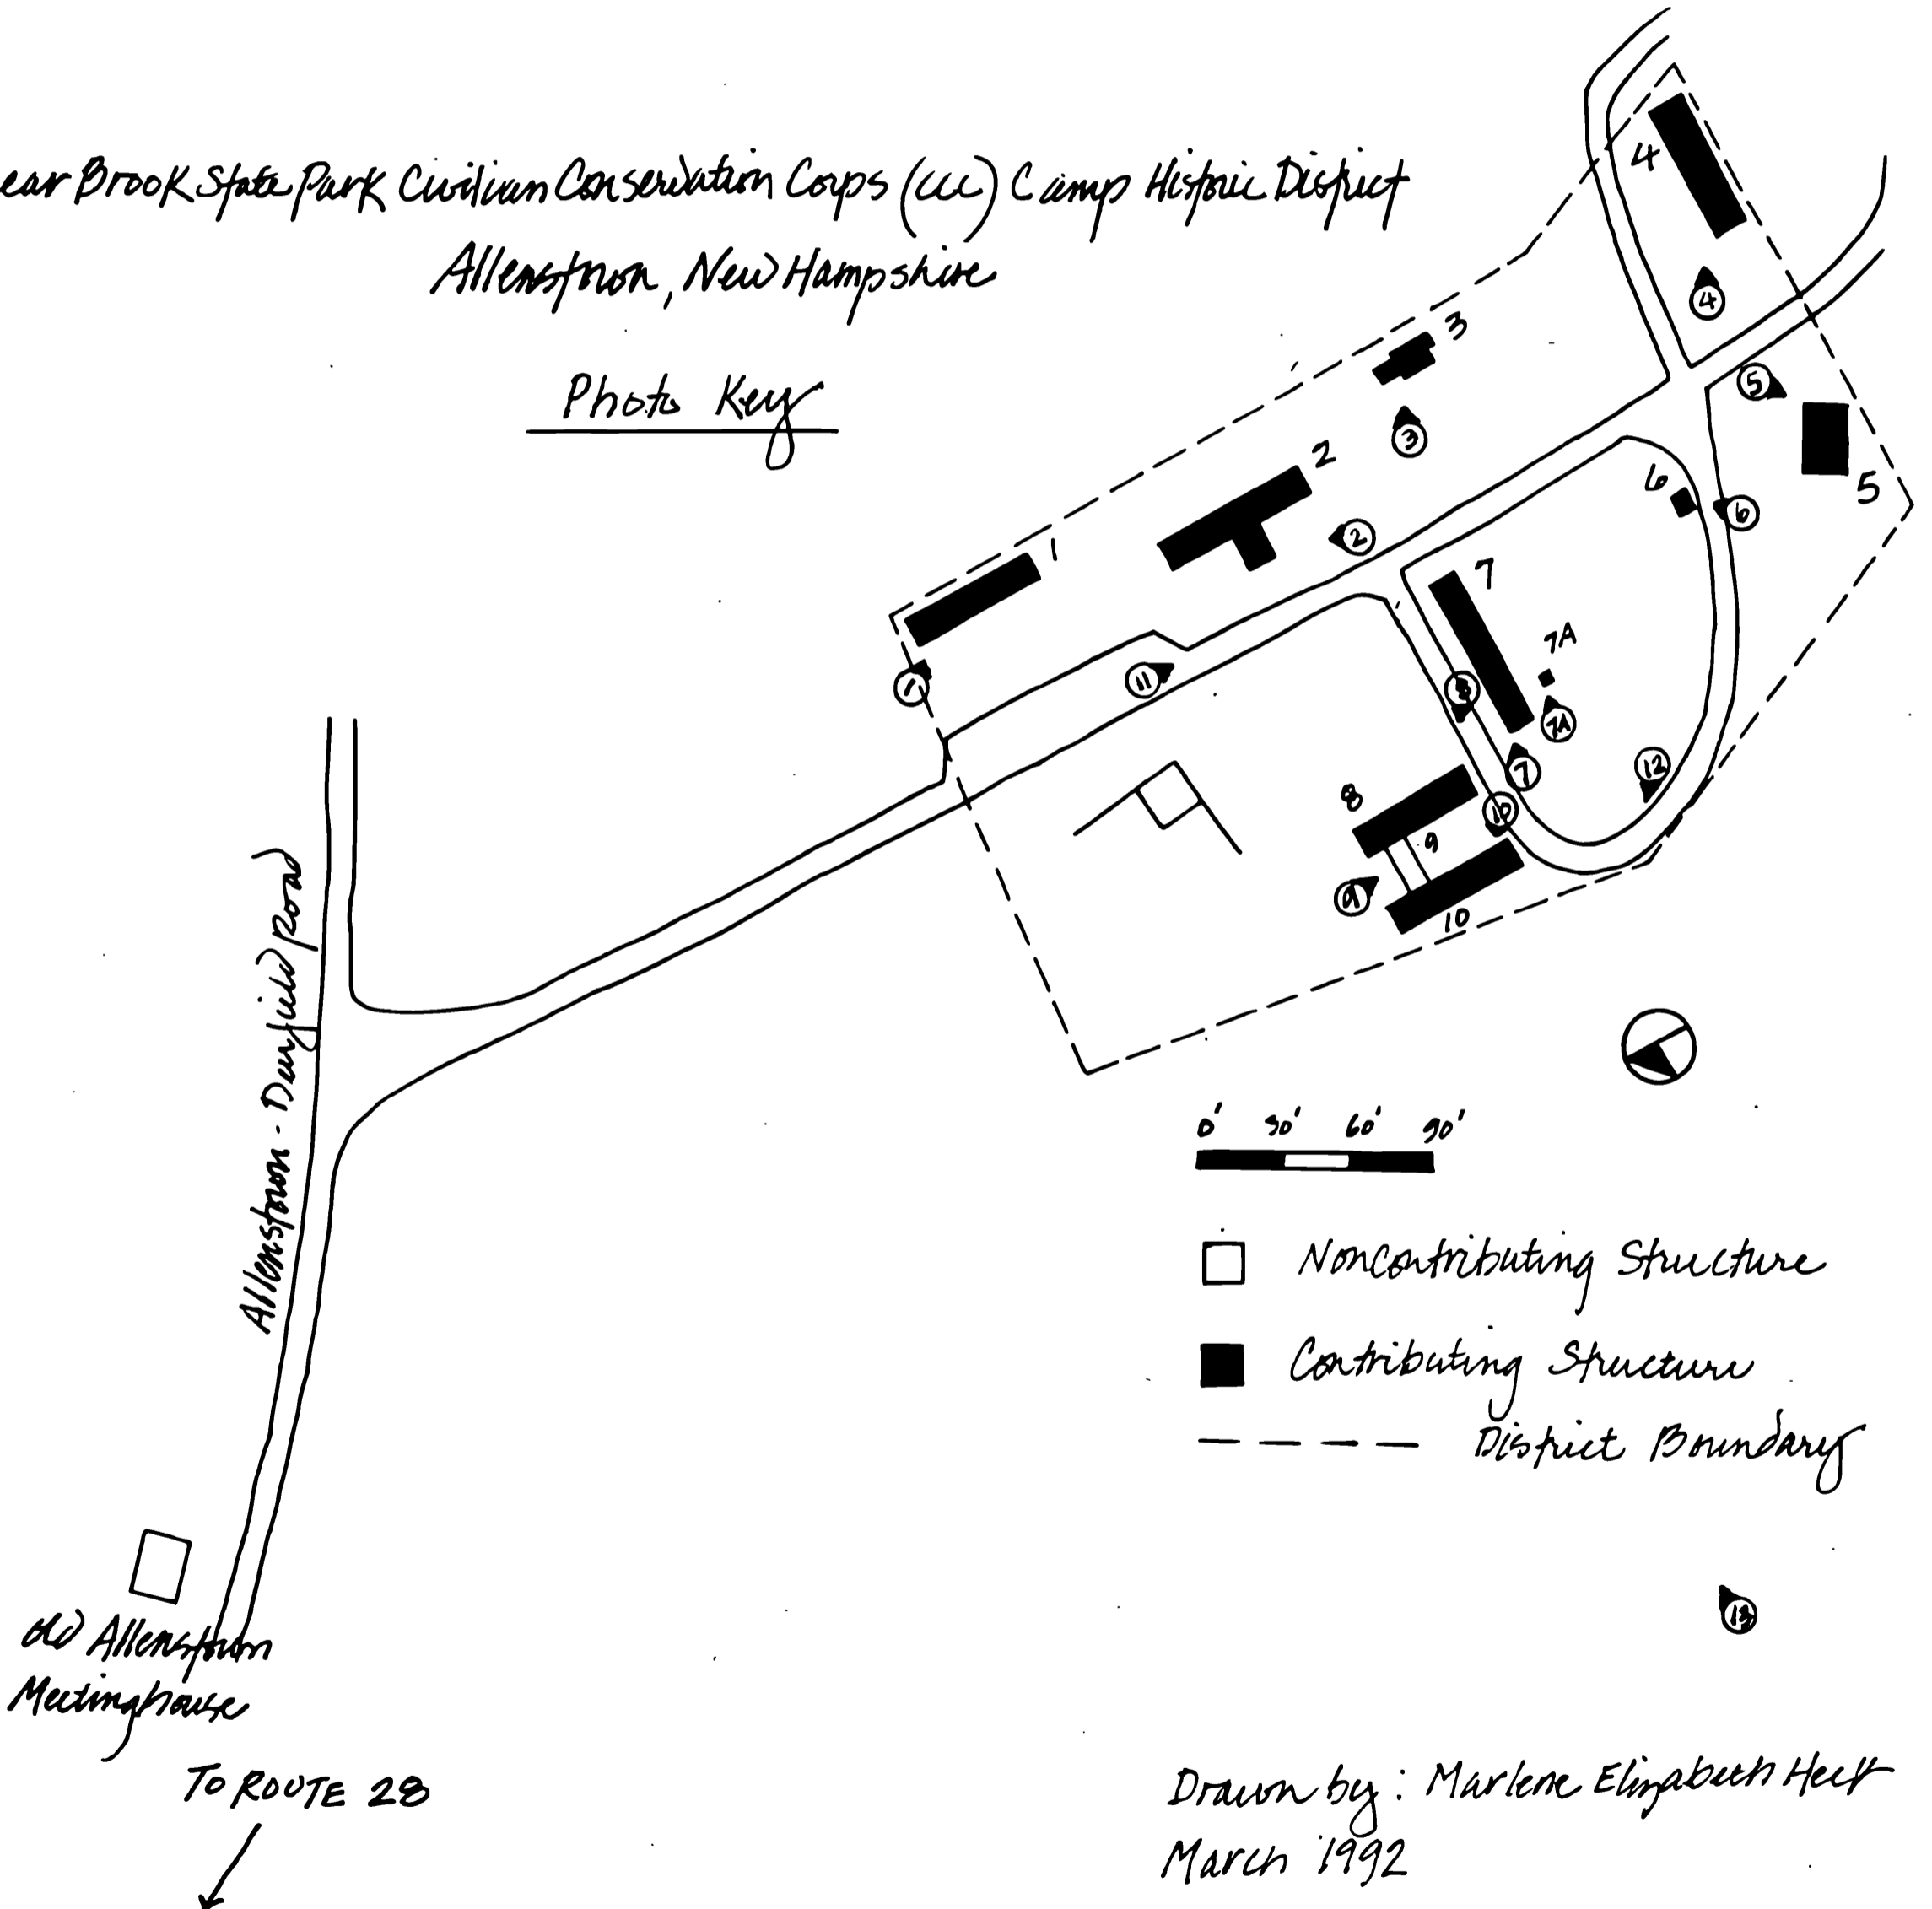 ear Brook State Park Civilian Conservation Corps (CCC) Camp Historic District
Allenstown, New Hampshire
Photo Key
4
4
3
5
3
2
5
2
6
6
1
7
7A
1
11
8
7A
7
12
8
10
9
9
10
Allenstown - Deerfield Road
0' 30' 60' 90'
Noncontributing Structure
Contributing Structure
District Boundary
13
Old Allenstown
Meetinghouse
TO ROUTE 28
Drawn by: Marlene Elizabeth Heck
March 1992